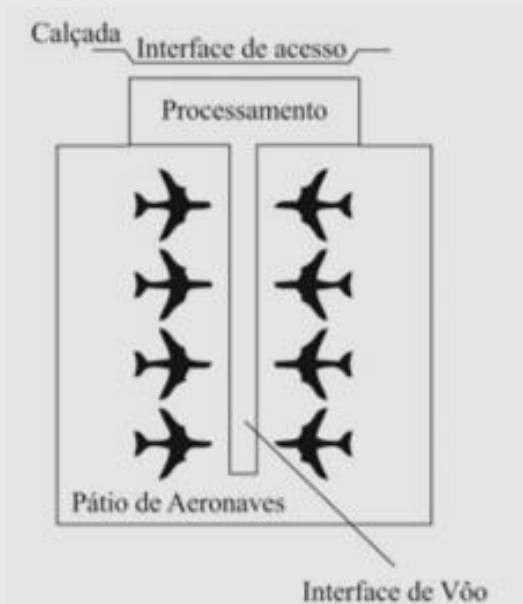 Calçada
Interface de acesso
Processamento
Pátio de Aeronaves
Interface de Vôo